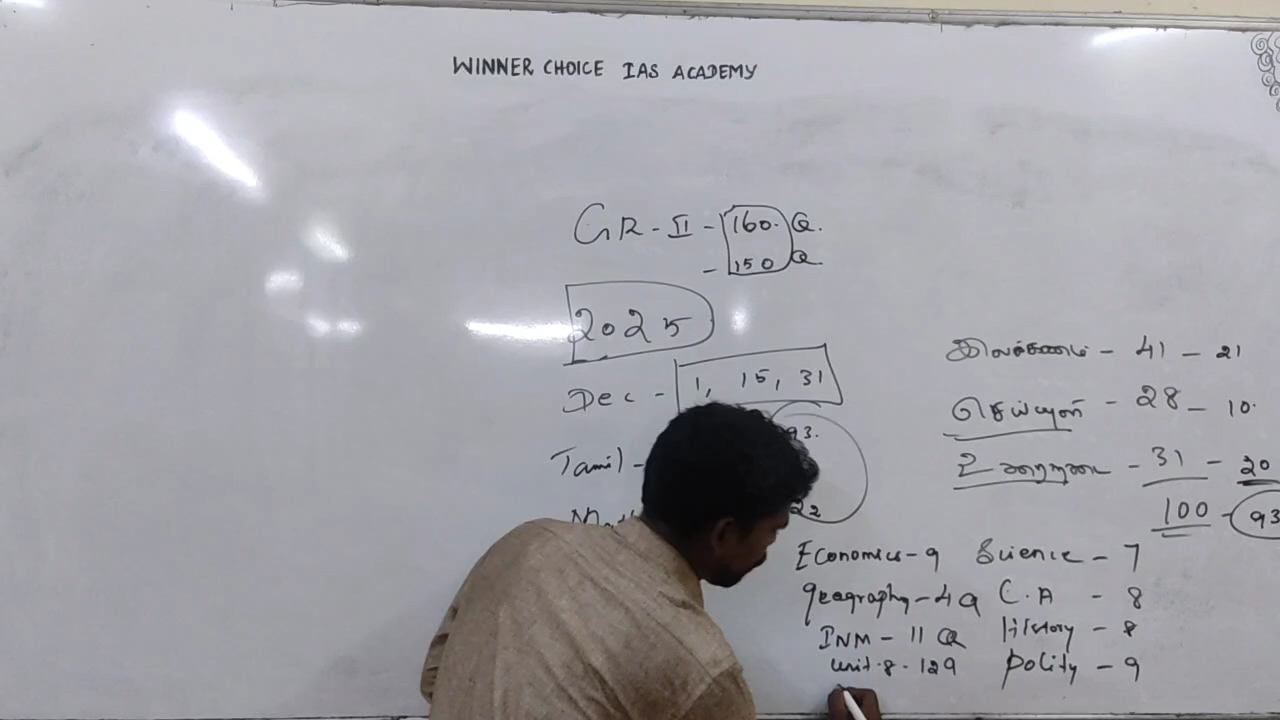 WINNER CHOICE IAS ACADEMY
GR - II - 160. Q.
- 150 Q
2025
Dec - 1, 15, 31
Tamil - 93.
22
இலக்கணம் - 41 - 21
செய்யுள் - 28 - 10.
உரைநடை - 31 - 20
100 - 93
Economics - 9 Science - 7
Geography - 4Q C.A - 8
INM - 11 Q History - 8
Unit-8 - 12q Polity - 9